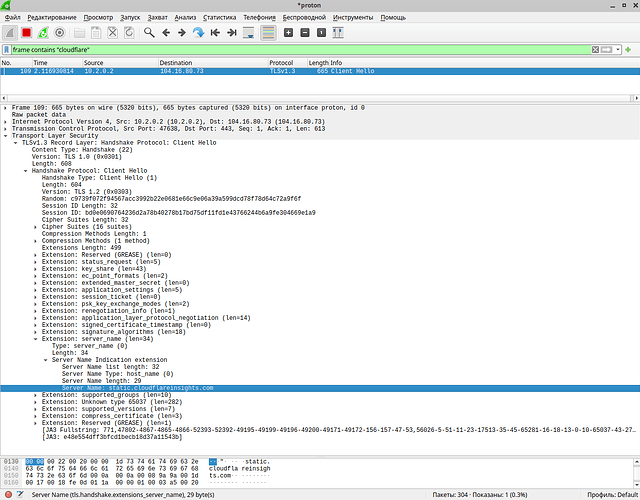 *proton
Файл Редактирование Просмотр Запуск Захват Анализ Статистика Телефония Беспроводной Инструменты Помощь
frame contains "cloudflare"
No. Time Source Destination Protocol Length Info
109 2.116930814 10.2.0.2 104.16.80.73 TLSv1.3 665 Client Hello
Frame 109: 665 bytes on wire (5320 bits), 665 bytes captured (5320 bits) on interface proton, id 0
Raw packet data
Internet Protocol Version 4, Src: 10.2.0.2 (10.2.0.2), Dst: 104.16.80.73 (104.16.80.73)
Transmission Control Protocol, Src Port: 47638, Dst Port: 443, Seq: 1, Ack: 1, Len: 613
Transport Layer Security
TLSv1.3 Record Layer: Handshake Protocol: Client Hello
Content Type: Handshake (22)
Version: TLS 1.0 (0x0301)
Length: 608
Handshake Protocol: Client Hello
Handshake Type: Client Hello (1)
Length: 604
Version: TLS 1.2 (0x0303)
Random: c9739f072f94567acc3992b22e0681e66c9e06a39a599dcd78f78d64c72a9f6f
Session ID Length: 32
Session ID: bd0e0690764236d2a78b40278b17bd75df11fd1e43766244b6a9fe304669e1a9
Cipher Suites Length: 32
Cipher Suites (16 suites)
Compression Methods Length: 1
Compression Methods (1 method)
Extensions Length: 499
Extension: Reserved (GREASE) (len=0)
Extension: status_request (len=5)
Extension: key_share (len=43)
Extension: ec_point_formats (len=2)
Extension: extended_master_secret (len=0)
Extension: application_settings (len=5)
Extension: session_ticket (len=0)
Extension: psk_key_exchange_modes (len=2)
Extension: renegotiation_info (len=1)
Extension: application_layer_protocol_negotiation (len=14)
Extension: signed_certificate_timestamp (len=0)
Extension: signature_algorithms (len=18)
Extension: server_name (len=34)
Type: server_name (0)
Length: 34
Server Name Indication extension
Server Name list length: 32
Server Name Type: host_name (0)
Server Name length: 29
Server Name: static.cloudflareinsights.com
Extension: supported_groups (len=10)
Extension: Unknown type 65037 (len=282)
Extension: supported_versions (len=7)
Extension: compress_certificate (len=3)
Extension: Reserved (GREASE) (len=1)
[JA3 Fullstring: 771,47802-4867-4865-4866-52393-52392-49195-49199-49196-49200-49171-49172-156-157-47-53,56026-5-51-11-23-17513-35-45-65281-16-18-13-0-65037-43-27…
[JA3: e48e554dff3bfcd1becb18d37a11543b]
0130 00 00 00 22 00 20 00 00 1d 73 74 61 74 69 63 2e ···"· ·· ·static.
0140 63 6c 6f 75 64 66 6c 61 72 65 69 6e 73 69 67 68 cloudfla reinsigh
0150 74 73 2e 63 6f 6d 00 0a 00 0a 00 08 9a 9a 00 1d ts.com·· ········
0160 00 17 00 18 fe 0d 01 1a 00 00 01 00 03 a5 00 20
Server Name (tls.handshake.extensions_server_name), 29 byte(s)
Пакеты: 304 · Показаны: 1 (0.3%)
Профиль: Default